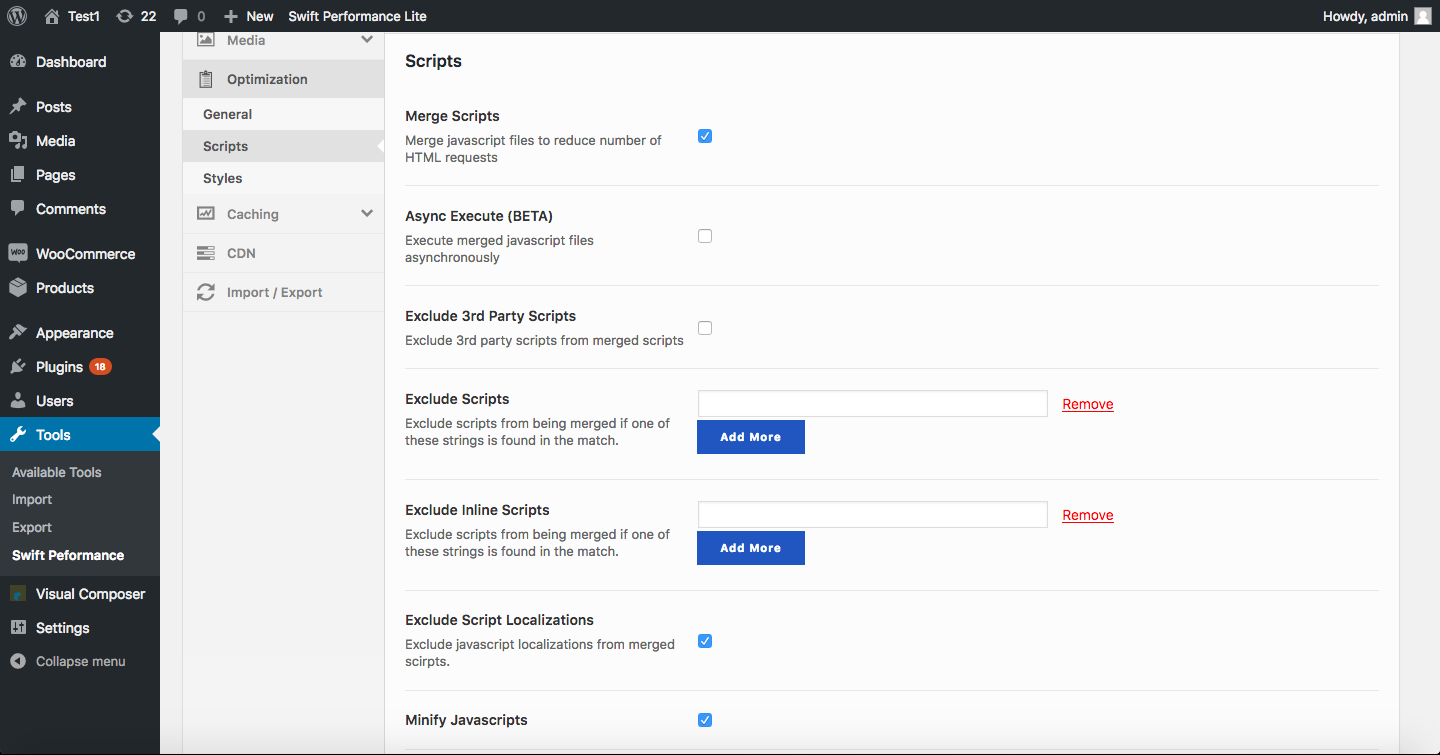 Test1 22 0 New Swift Performance Lite Howdy, admin
Dashboard
Posts
Media
Pages
Comments
WooCommerce
Products
Appearance
Plugins 18
Users
Tools
Available Tools
Import
Export
Swift Peformance
Visual Composer
Settings
Collapse menu
Media
Optimization
General
Scripts
Styles
Caching
CDN
Import / Export
Scripts
Merge Scripts
Merge javascript files to reduce number of
HTML requests
Async Execute (BETA)
Execute merged javascript files
asynchronously
Exclude 3rd Party Scripts
Exclude 3rd party scripts from merged scripts
Exclude Scripts
Exclude scripts from being merged if one of
these strings is found in the match.
Remove
Add More
Exclude Inline Scripts
Exclude scripts from being merged if one of
these strings is found in the match.
Remove
Add More
Exclude Script Localizations
Exclude javascript localizations from merged
scirpts.
Minify Javascripts